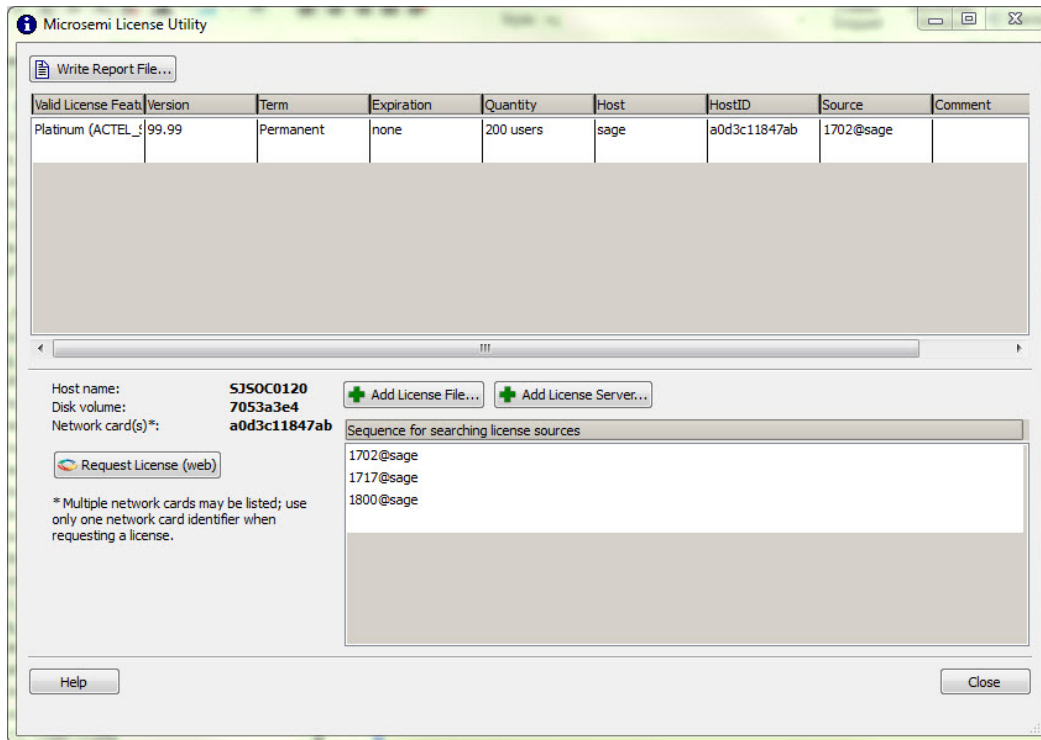 Microsemi License Utility
Write Report File...
Valid License Featu Version Term Expiration Quantity Host HostID Source Comment
Platinum (ACTEL_S 99.99 Permanent none 200 users sage a0d3c11847ab 1702@sage
Host name: SJSOC0120
Disk volume: 7053a3e4
Network card(s)*: a0d3c11847ab
Add License File... Add License Server...
Sequence for searching license sources
1702@sage
1717@sage
1800@sage
Request License (web)
* Multiple network cards may be listed; use
only one network card identifier when
requesting a license.
Help Close